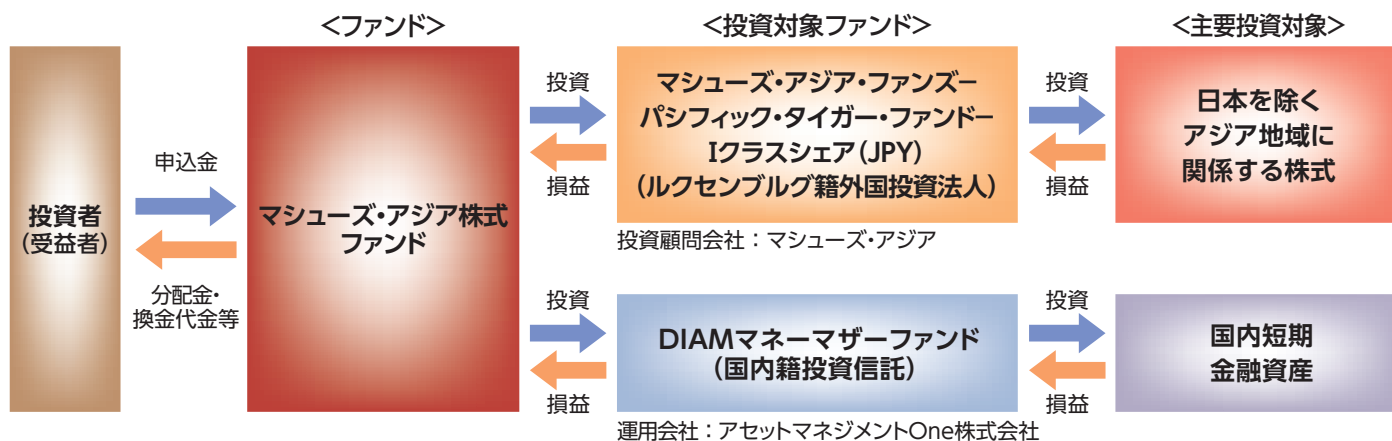 <ファンド>
<投資対象ファンド>
<主要投資対象>
投資者
(受益者)
申込金
分配金・
換金代金等
マシューズ・アジア株式
ファンド
投資
損益
マシューズ・アジア・ファンズー
パシフィック・タイガー・ファンドー
Iクラスシェア(JPY)
(ルクセンブルグ籍外国投資法人)
投資顧問会社:マシューズ・アジア
投資
損益
日本を除く
アジア地域に
関係する株式
投資
損益
DIAMマネーマザーファンド
(国内籍投資信託)
運用会社:アセットマネジメントOne株式会社
投資
損益
国内短期
金融資産